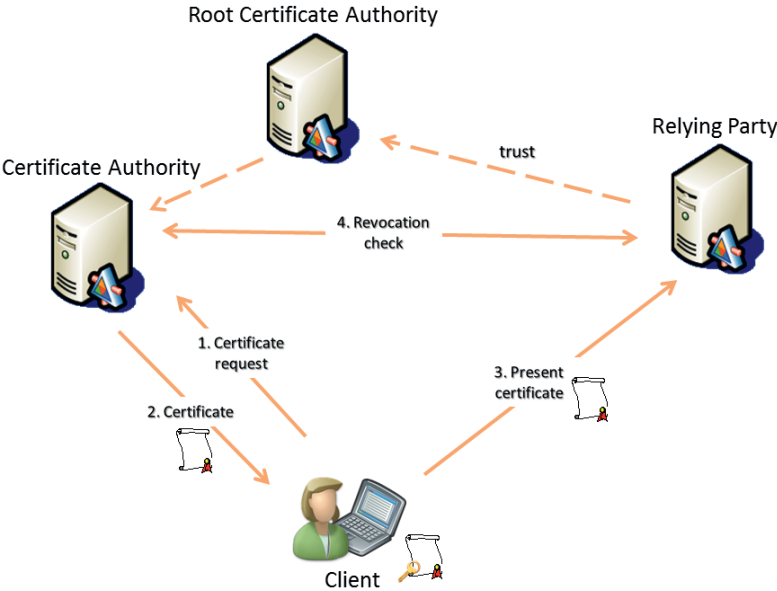 Root Certificate Authority
Relying Party
trust
Certificate Authority
4. Revocation
check
1. Certificate
request
3. Present
certificate
2. Certificate
Client